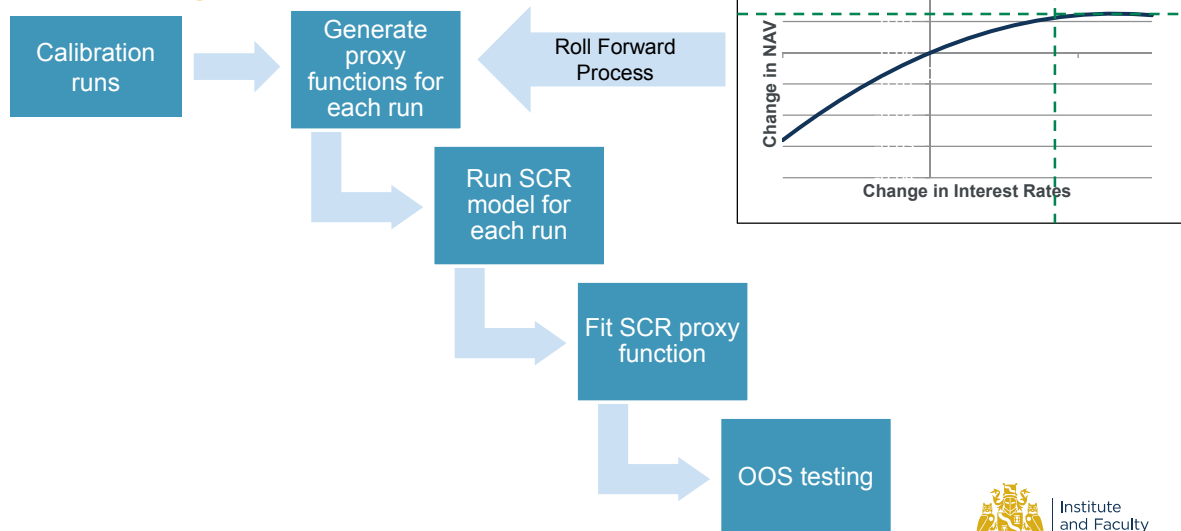 Calibration
runs
Generate
proxy
functions for
each run
Roll Forward
Process
Change in NAV
Change in Interest Rates
Run SCR
model for
each run
Fit SCR proxy
function
OOS testing
Institute
and Faculty